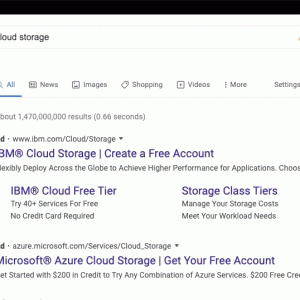 loud storage
All
News
Images
Shopping
Videos
More
Settings
bout 1,470,000,000 results (0.66 seconds)
d · www.ibm.com/Cloud/Storage
BM® Cloud Storage | Create a Free Account
lexibly Deploy Across the Globe to Achieve Higher Performance for Applications. Choos
IBM® Cloud Free Tier
Storage Class Tiers
Try 40+ Services For Free
Manage Your Storage Costs
No Credit Card Required
Meet Your Workload Needs
d · azure.microsoft.com/Services/Cloud_Storage
Microsoft® Azure Cloud Storage | Get Your Free Account
et Started with $200 in Credit to Try Any Combination of Azure Services. $200 Free Cred